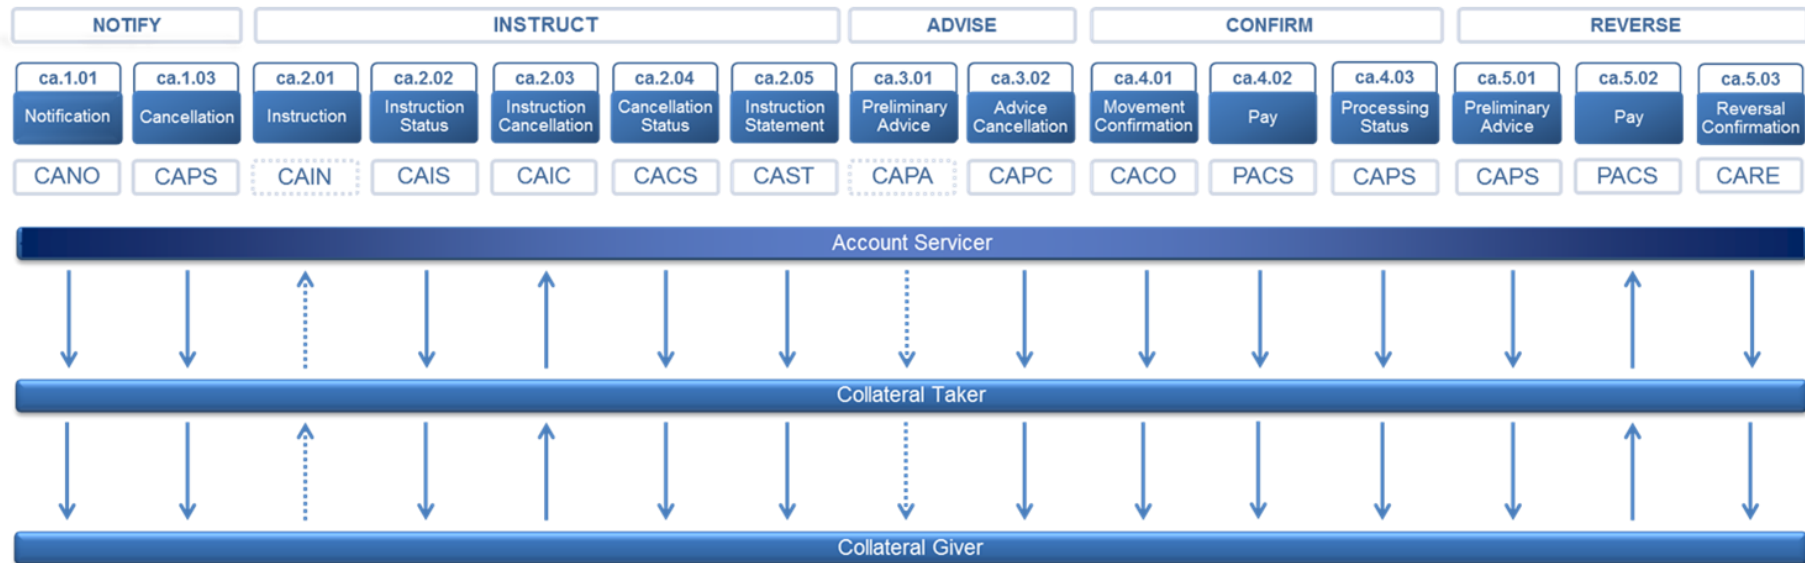 NOTIFY INSTRUCT ADVISE CONFIRM REVERSE
ca.1.01 ca.1.03 ca.2.01 ca.2.02 ca.2.03 ca.2.04 ca.2.05 ca.3.01 ca.3.02 ca.4.01 ca.4.02 ca.4.03 ca.5.01 ca.5.02 ca.5.03
Notification
Cancellation
Instruction
Instruction
Status
Instruction
Cancellation
Cancellation
Status
Instruction
Statement
Preliminary
Advice
Advice
Cancellation
Movement
Confirmation
Pay
Processing
Status
Preliminary
Advice
Pay
Reversal
Confirmation
CANO CAPS CAIN CAIS CAIC CACS CAST CAPA CAPC CACO PACS CAPS CAPS PACS CARE
Account Servicer
Collateral Taker
Collateral Giver